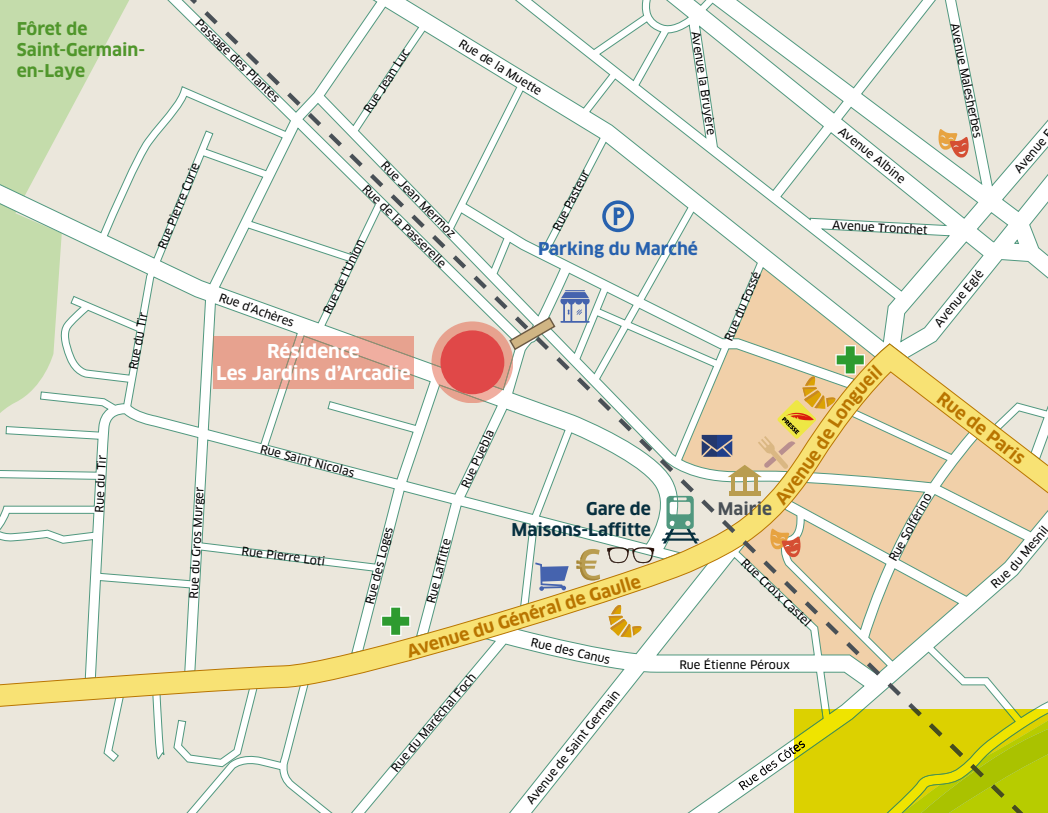 Fôret de
Saint-Germain-
en-Laye
Passage des Plantes
Rue Jean Luc
Rue de la Muette
Avenue la Bruyère
Avenue Malesherbes
Avenue Albine
Rue Pierre Curie
Rue Jean Mermoz
Rue de la Passerelle
Rue Pasteur
P
Parking du Marché
Avenue Tronchet
Avenue Eglé
Rue de l'Union
Rue du Fossé
Rue d'Achères
Rue du Tir
Résidence
Les Jardins d'Arcadie
Avenue de Longueil
Rue de Paris
PRESSE
Rue Puebla
Rue Saint Nicolas
Rue du Tir
Rue du Gros Murger
Gare de
Maisons-Laffitte
Mairie
Rue Solférino
Rue du Mesnil
Rue Pierre Loti
Rue des Loges
Rue Laffitte
€
Avenue du Général de Gaulle
Rue Croix Castel
Rue des Canus
Rue Étienne Péroux
Rue du Maréchal Foch
Avenue de Saint Germain
Rue des Côtes